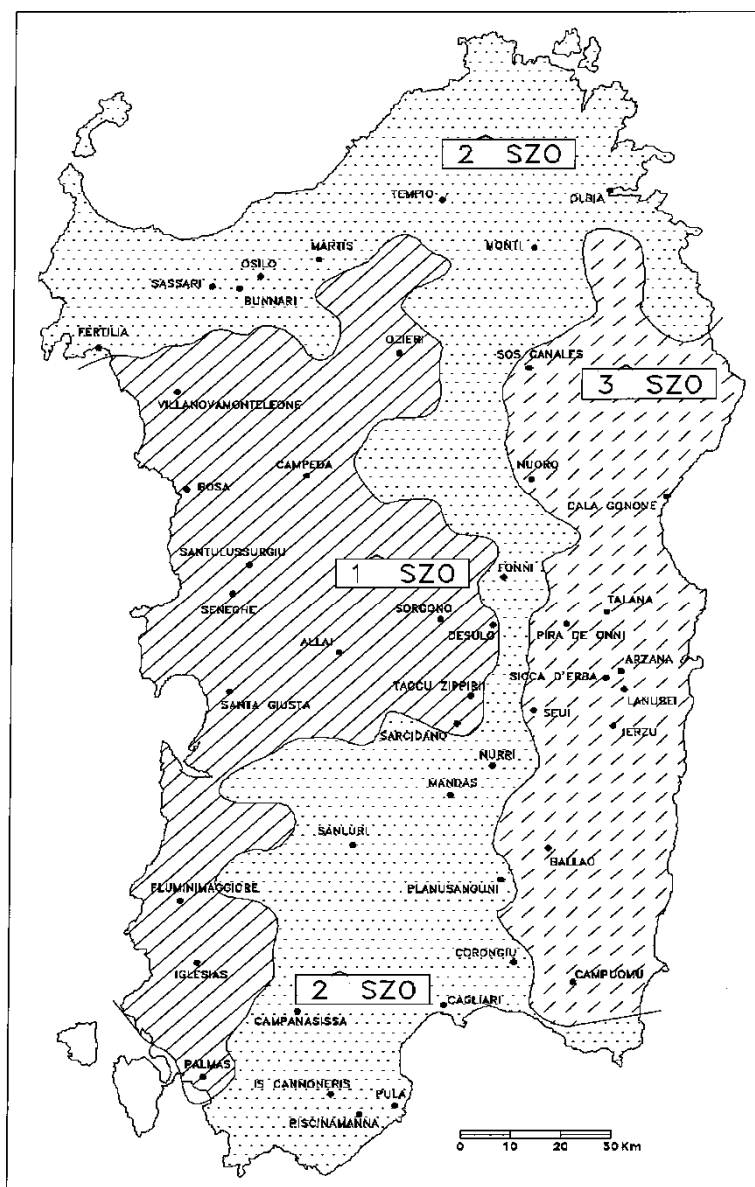 2 SZO
TEMPIO
OLBIA
MARTIS
MONTI
OSILO
SASSARI
BUNNARI
FERTILIA
OZIERI
SOS CANALES
3 SZO
VILLANOVAMONTELEONE
CAMPEDA
NUORO
BOSA
CALA GONONE
SANTULUSSURGIU
1 SZO
FONNI
SENEGHE
SORGONO
TALANA
DESULO
PIRA DE ONNI
ALLAI
ARZANA
SICCA D'ERBA
TACCU ZIPPIRI
LANUSEI
SANTA GIUSTA
SEUI
JERZU
SARCIDANO
NURRI
MANDAS
SANLURI
BALLAO
FLUMINIMAGGIORE
PLANUSANGUNI
CORONGIU
IGLESIAS
CAMPUOMU
2 SZO
CAGLIARI
CAMPANASISSA
PALMAS
IS CANNONERIS
PULA
PISCINAMANNA
0 10 20 30 Km